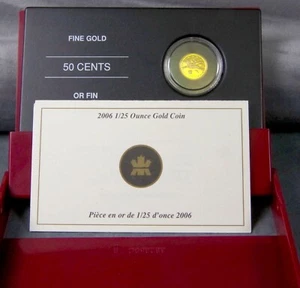 FINE GOLD
50 CENTS
OR FIN
2006 1/25 Ounce Gold Coin
Pièce en or de 1/25 d'once 2006